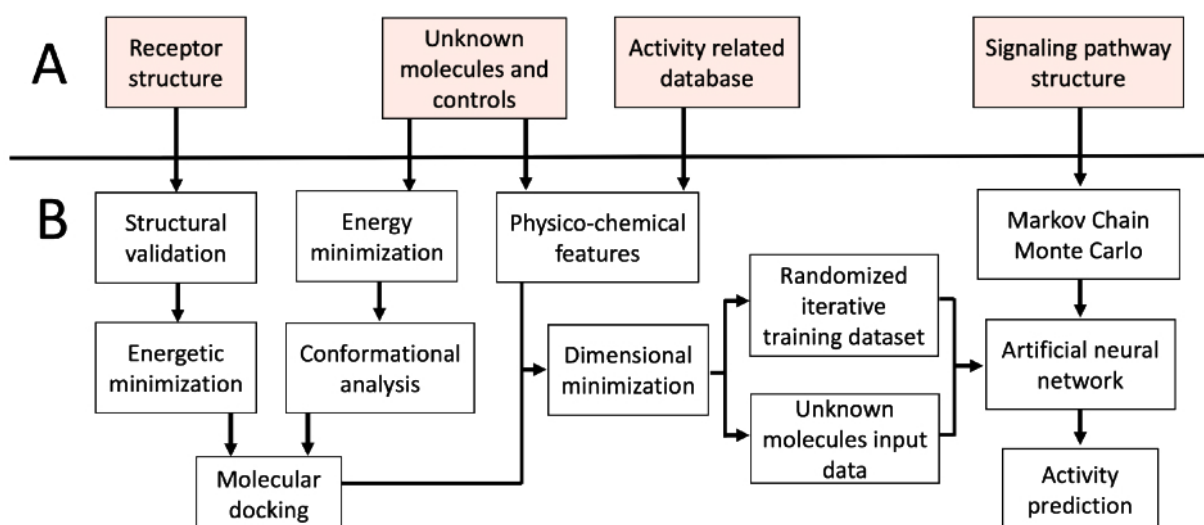 A
Receptor
structure
Unknown
molecules and
controls
Activity related
database
Signaling pathway
structure
B
Structural
validation
Energy
minimization
Physico-chemical
features
Markov Chain
Monte Carlo
Energetic
minimization
Conformational
analysis
Dimensional
minimization
Randomized
iterative
training dataset
Unknown
molecules input
data
Artificial neural
network
Molecular
docking
Activity
prediction